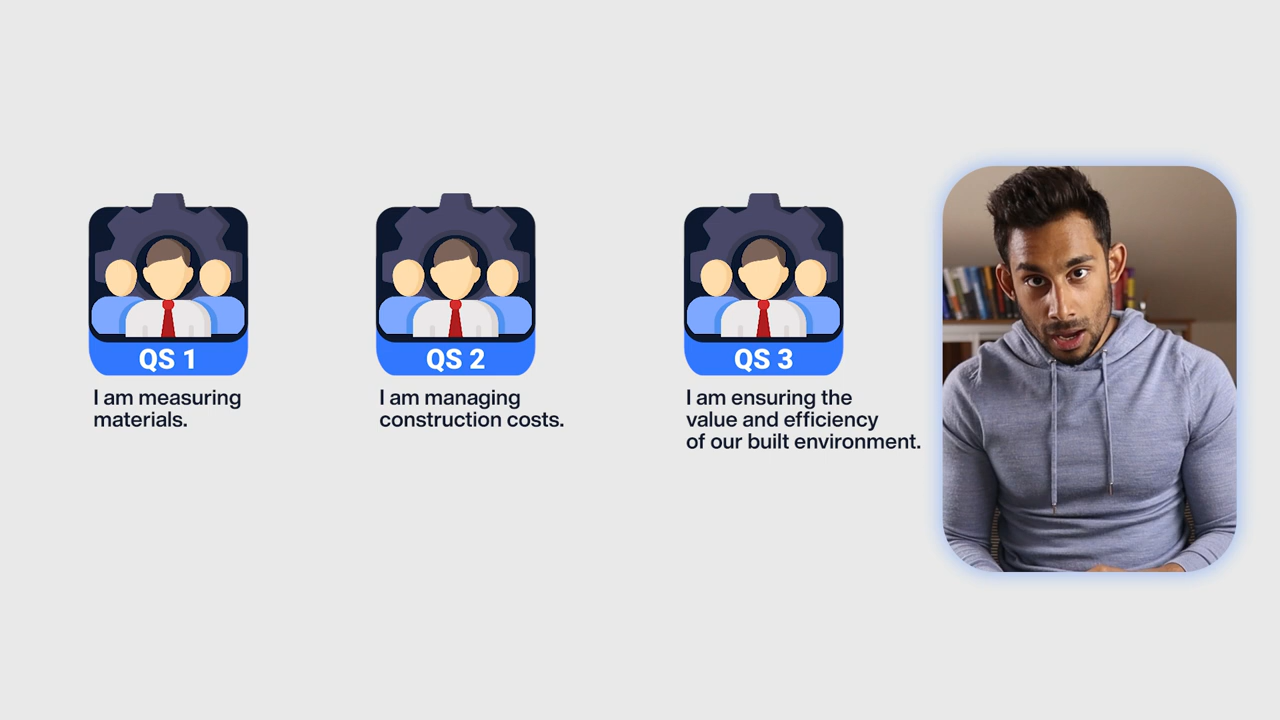 QS 1
I am measuring
materials.
QS 2
I am managing
construction costs.
QS 3
I am ensuring the
value and efficiency
of our built environment.